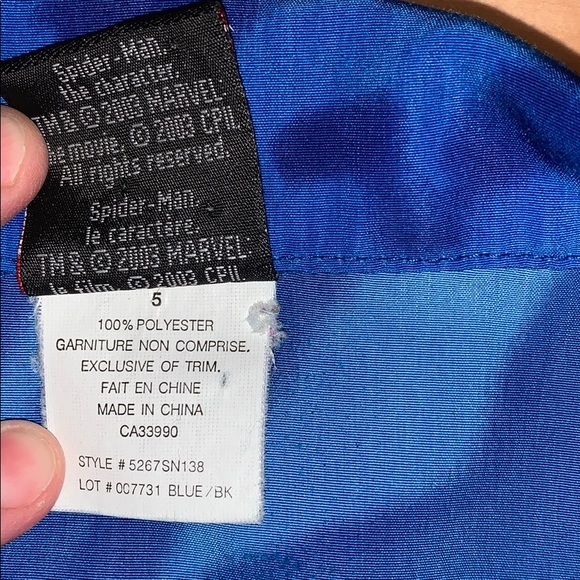 Spider-Man,
the character,
TM & © 2003 MARVEL
the movie. © 2003 CPII.
All rights reserved.
Spider-Man,
le caractère,
TM & © 2003 MARVEL
le film © 2003 CPII
5
100% POLYESTER
GARNITURE NON COMPRISE.
EXCLUSIVE OF TRIM.
FAIT EN CHINE
MADE IN CHINA
CA33990
STYLE # 5267SN138
LOT # 007731 BLUE/BK